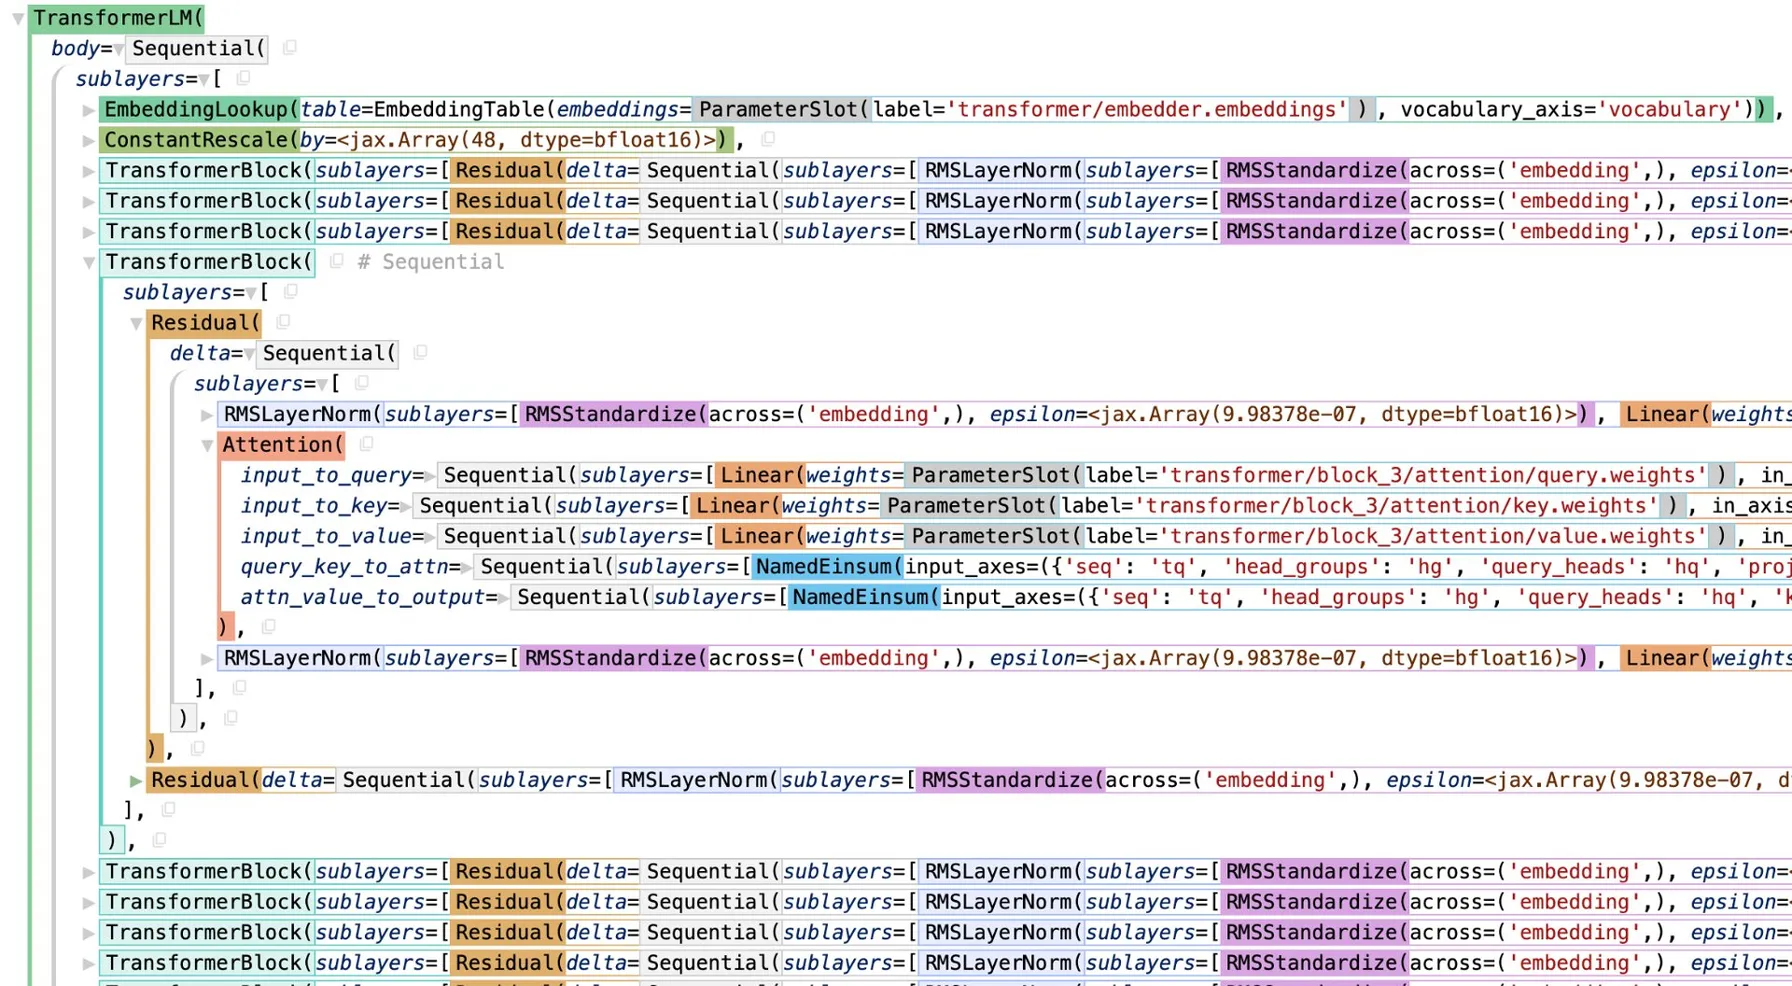 TransformerLM(
body=Sequential(
sublayers=[
EmbeddingLookup(table=EmbeddingTable(embeddings=ParameterSlot(label='transformer/embedder.embeddings'), vocabulary_axis='vocabulary')),
ConstantRescale(by=<jax.Array(48, dtype=bfloat16)>),
TransformerBlock(sublayers=[Residual(delta=Sequential(sublayers=[RMSLayerNorm(sublayers=[RMSStandardize(across=('embedding',), epsilon=<
TransformerBlock(sublayers=[Residual(delta=Sequential(sublayers=[RMSLayerNorm(sublayers=[RMSStandardize(across=('embedding',), epsilon=<
TransformerBlock(sublayers=[Residual(delta=Sequential(sublayers=[RMSLayerNorm(sublayers=[RMSStandardize(across=('embedding',), epsilon=<
TransformerBlock( # Sequential
sublayers=[
Residual(
delta=Sequential(
sublayers=[
RMSLayerNorm(sublayers=[RMSStandardize(across=('embedding',), epsilon=<jax.Array(9.98378e-07, dtype=bfloat16)>), Linear(weights
Attention(
input_to_query=Sequential(sublayers=[Linear(weights=ParameterSlot(label='transformer/block_3/attention/query.weights'), in_
input_to_key=Sequential(sublayers=[Linear(weights=ParameterSlot(label='transformer/block_3/attention/key.weights'), in_axis
input_to_value=Sequential(sublayers=[Linear(weights=ParameterSlot(label='transformer/block_3/attention/value.weights'), in_
query_key_to_attn=Sequential(sublayers=[NamedEinsum(input_axes=({'seq': 'tq', 'head_groups': 'hg', 'query_heads': 'hq', 'proj
attn_value_to_output=Sequential(sublayers=[NamedEinsum(input_axes=({'seq': 'tq', 'head_groups': 'hg', 'query_heads': 'hq', 'k
),
RMSLayerNorm(sublayers=[RMSStandardize(across=('embedding',), epsilon=<jax.Array(9.98378e-07, dtype=bfloat16)>), Linear(weights
],
),
),
Residual(delta=Sequential(sublayers=[RMSLayerNorm(sublayers=[RMSStandardize(across=('embedding',), epsilon=<jax.Array(9.98378e-07, d
],
),
TransformerBlock(sublayers=[Residual(delta=Sequential(sublayers=[RMSLayerNorm(sublayers=[RMSStandardize(across=('embedding',), epsilon=<
TransformerBlock(sublayers=[Residual(delta=Sequential(sublayers=[RMSLayerNorm(sublayers=[RMSStandardize(across=('embedding',), epsilon=<
TransformerBlock(sublayers=[Residual(delta=Sequential(sublayers=[RMSLayerNorm(sublayers=[RMSStandardize(across=('embedding',), epsilon=<
TransformerBlock(sublayers=[Residual(delta=Sequential(sublayers=[RMSLayerNorm(sublayers=[RMSStandardize(across=('embedding',), epsilon=<